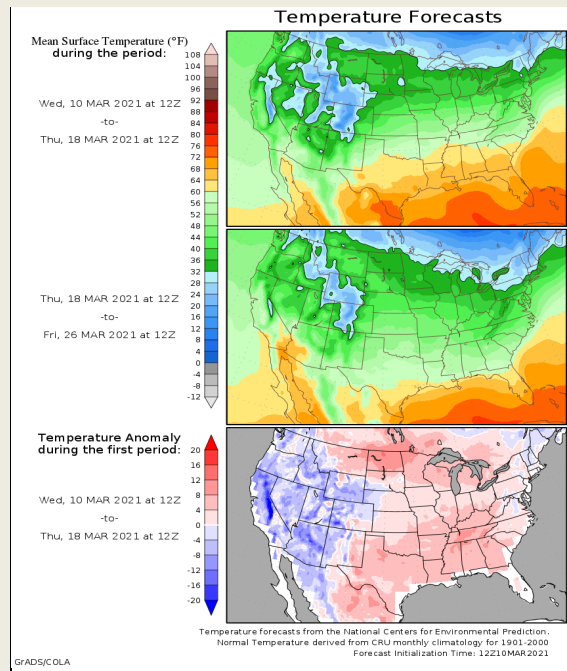 Temperature Forecasts
Mean Surface Temperature (°F)
during the period:
Wed, 10 MAR 2021 at 12Z
-to-
Thu, 18 MAR 2021 at 12Z
108
104
100
96
92
88
84
80
76
72
68
64
60
56
52
48
44
40
36
32
28
24
20
16
12
8
4
0
-4
-8
-12
Thu, 18 MAR 2021 at 12Z
-to-
Fri, 26 MAR 2021 at 12Z
Temperature Anomaly
during the first period:
Wed, 10 MAR 2021 at 12Z
-to-
Thu, 18 MAR 2021 at 12Z
20
16
12
8
4
0
-4
-8
-12
-16
-20
Temperature forecasts from the National Centers for Environmental Prediction.
Normal Temperature derived from CRU monthly climatology for 1901-2000
Forecast Initialization Time: 12Z10MAR2021
GrADS/COLA